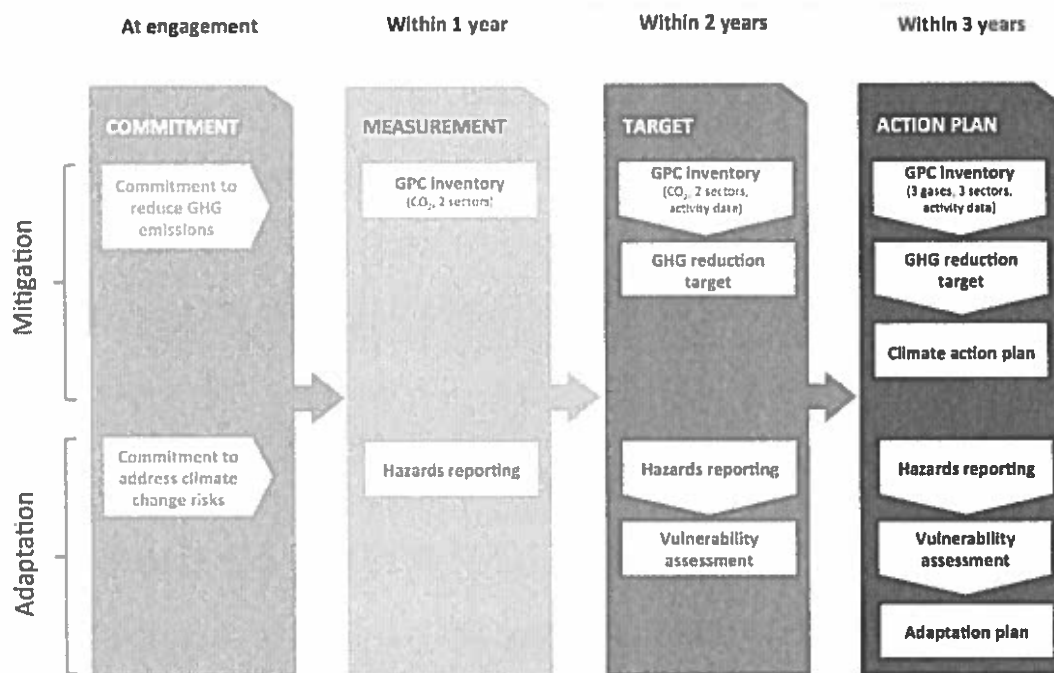 At engagement
Within 1 year
Within 2 years
Within 3 years
COMMITMENT
MEASUREMENT
TARGET
ACTION PLAN
Mitigation
Commitment to
reduce GHG
emissions
GPC inventory
(CO₂, 2 sectors)
GPC inventory
(CO₂, 2 sectors,
activity data)
GHG reduction
target
GPC inventory
(3 gases, 3 sectors,
activity data)
GHG reduction
target
Climate action plan
Adaptation
Commitment to
address climate
change risks
Hazards reporting
Hazards reporting
Vulnerability
assessment
Hazards reporting
Vulnerability
assessment
Adaptation plan